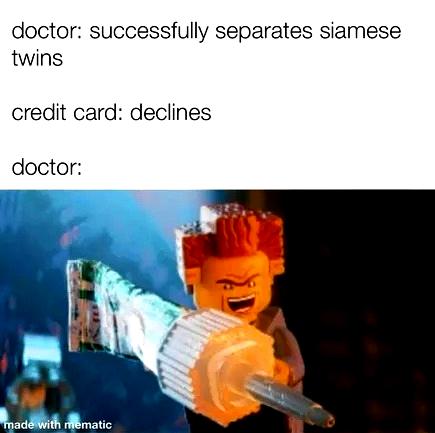 doctor: successfully separates siamese
twins
credit card: declines
doctor:
made with mematic